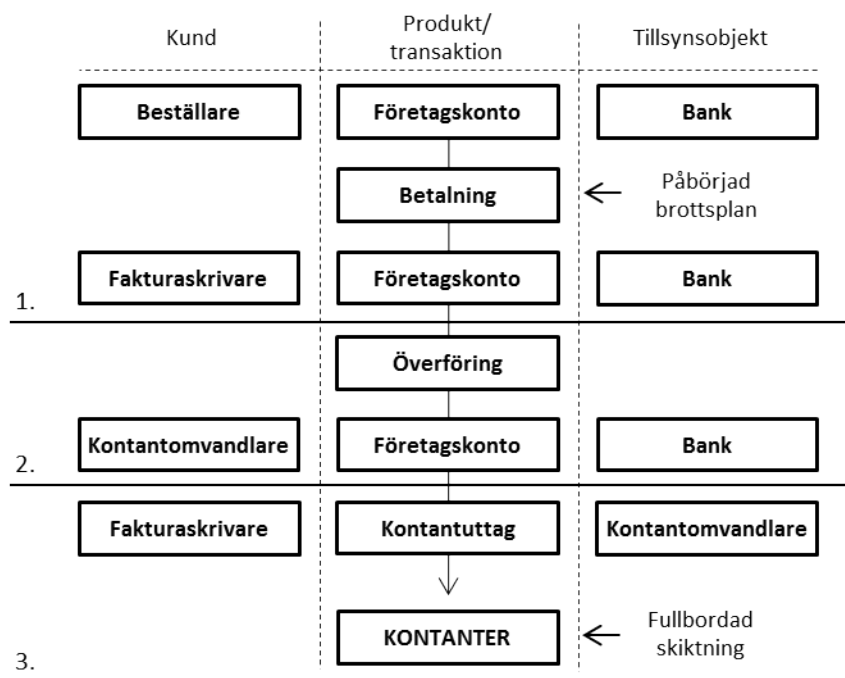 Kund
Produkt/
transaktion
Tillsynsobjekt
Beställare
Företagskonto
Bank
Betalning
Påbörjad
brottsplan
Fakturaskrivare
Företagskonto
Bank
1.
Överföring
Kontantomvandlare
Företagskonto
Bank
2.
Fakturaskrivare
Kontantuttag
Kontantomvandlare
KONTANTER
Fullbordad
skiktning
3.